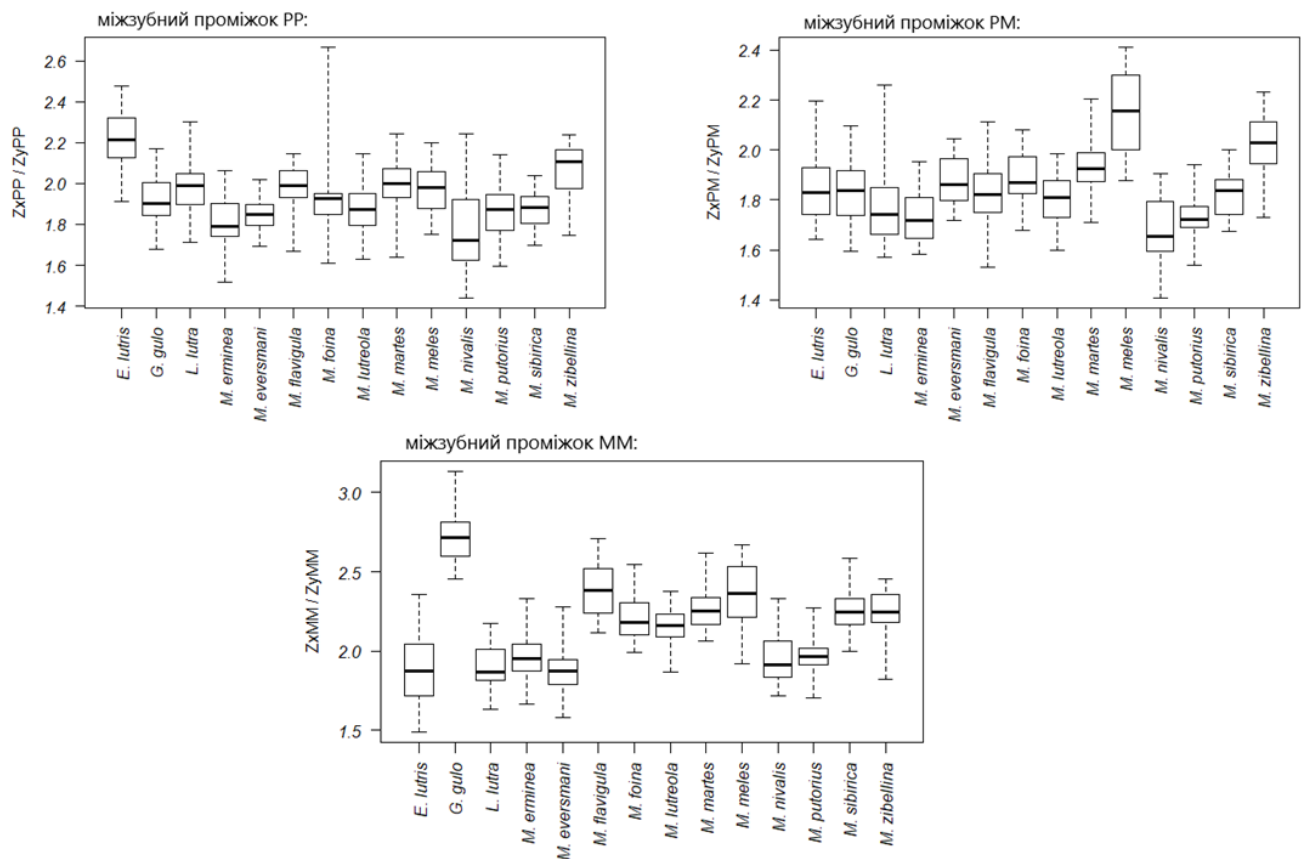 міжзубний проміжок PP:
ZxPP / ZyPP
2.6
2.4
2.2
2.0
1.8
1.6
1.4
E. lutris
G. gulo
L. lutra
M. erminea
M. eversmani
M. flavigula
M. foina
M. lutreola
M. martes
M. meles
M. nivalis
M. putorius
M. sibirica
M. zibellina
міжзубний проміжок PM:
ZxPM / ZyPM
2.4
2.2
2.0
1.8
1.6
1.4
E. lutris
G. gulo
L. lutra
M. erminea
M. eversmani
M. flavigula
M. foina
M. lutreola
M. martes
M. meles
M. nivalis
M. putorius
M. sibirica
M. zibellina
міжзубний проміжок MM:
ZxMM / ZyMM
3.0
2.5
2.0
1.5
E. lutris
G. gulo
L. lutra
M. erminea
M. eversmani
M. flavigula
M. foina
M. lutreola
M. martes
M. meles
M. nivalis
M. putorius
M. sibirica
M. zibellina